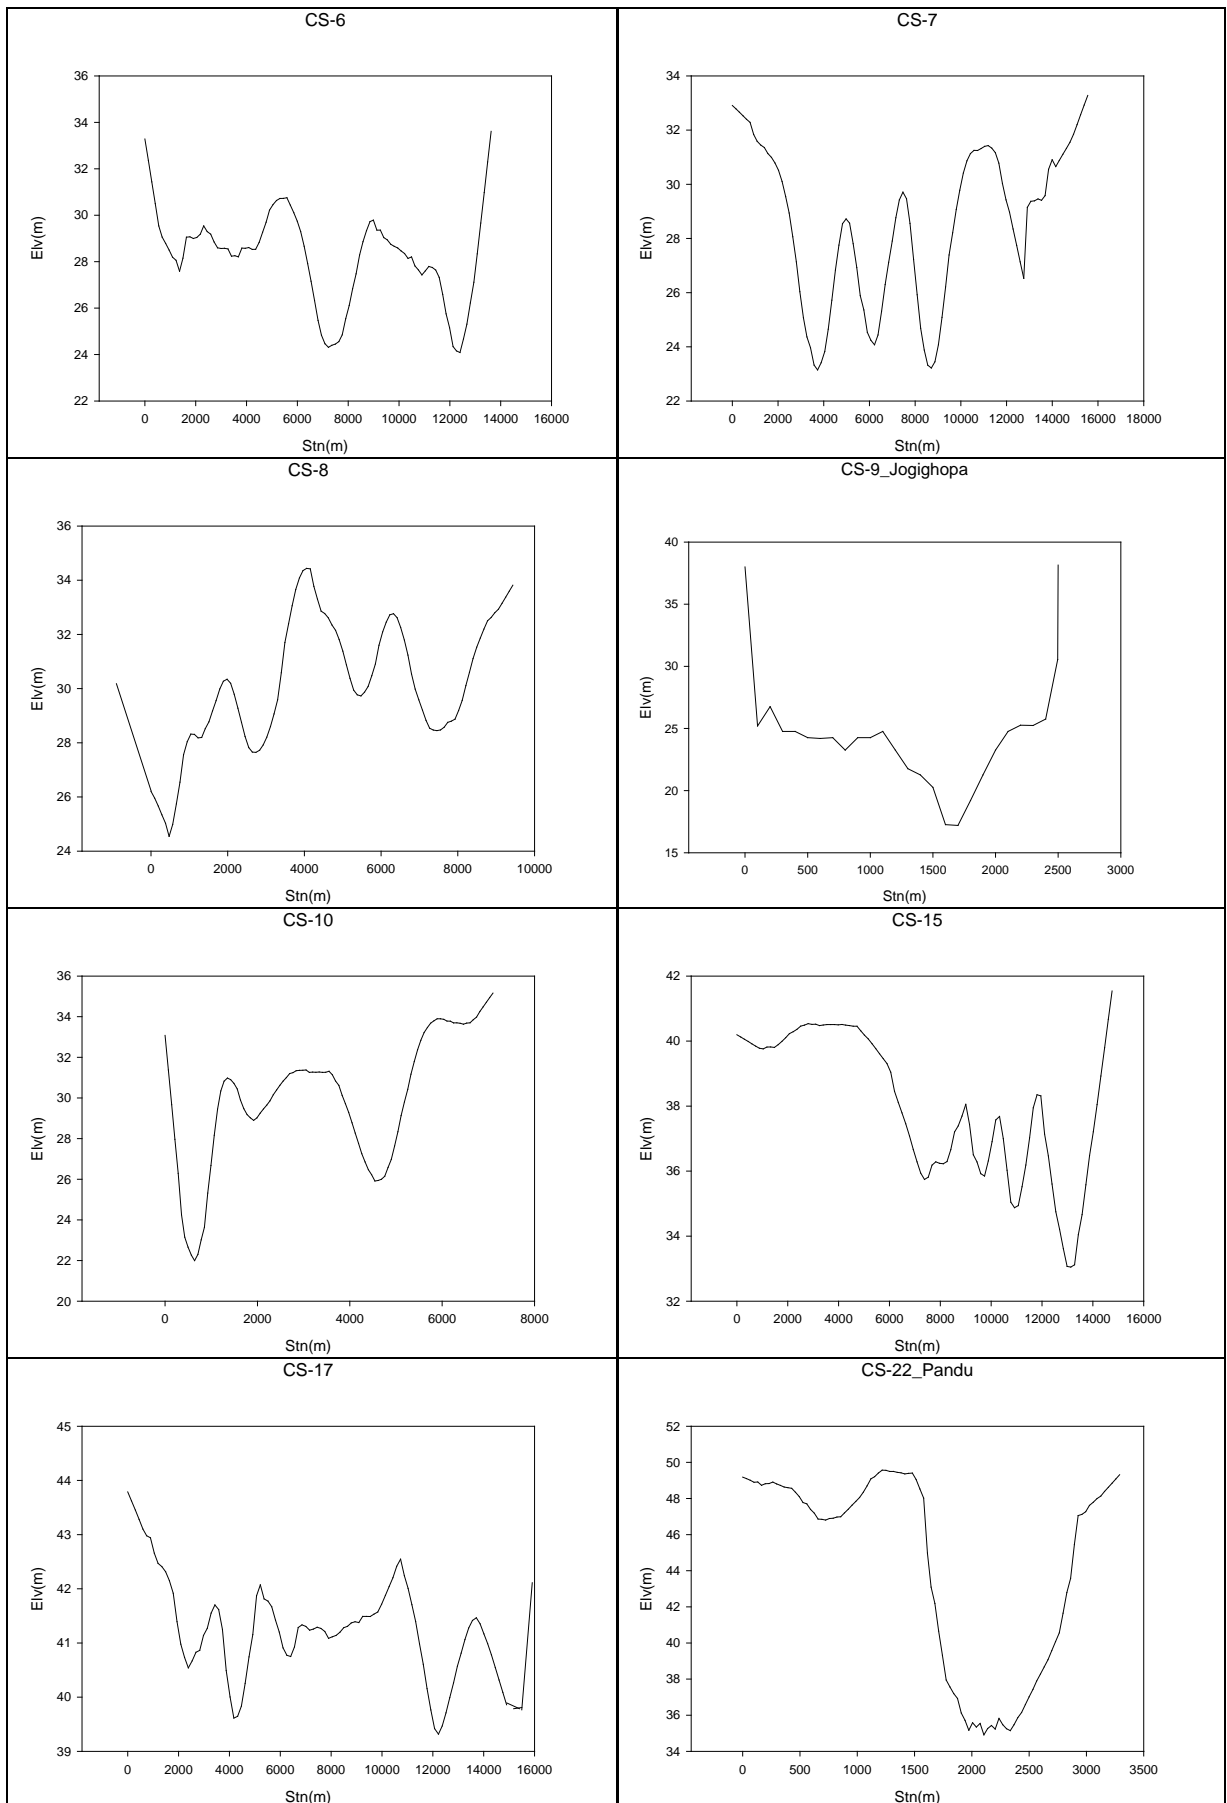 CS-6
36
34
32
30
28
26
24
22
Elv(m)
0 2000 4000 6000 8000 10000 12000 14000 16000
Stn(m)
CS-7
34
32
30
28
26
24
22
Elv(m)
0 2000 4000 6000 8000 10000 12000 14000 16000 18000
Stn(m)
CS-8
36
34
32
30
28
26
24
Elv(m)
0 2000 4000 6000 8000 10000
Stn(m)
CS-9_Jogighopa
40
35
30
25
20
15
Elv(m)
0 500 1000 1500 2000 2500 3000
Stn(m)
CS-10
36
34
32
30
28
26
24
22
20
Elv(m)
0 2000 4000 6000 8000
Stn(m)
CS-15
42
40
38
36
34
32
Elv(m)
0 2000 4000 6000 8000 10000 12000 14000 16000
Stn(m)
CS-17
45
44
43
42
41
40
39
Elv(m)
0 2000 4000 6000 8000 10000 12000 14000 16000
Stn(m)
CS-22_Pandu
52
50
48
46
44
42
40
38
36
34
Elv(m)
0 500 1000 1500 2000 2500 3000 3500
Stn(m)